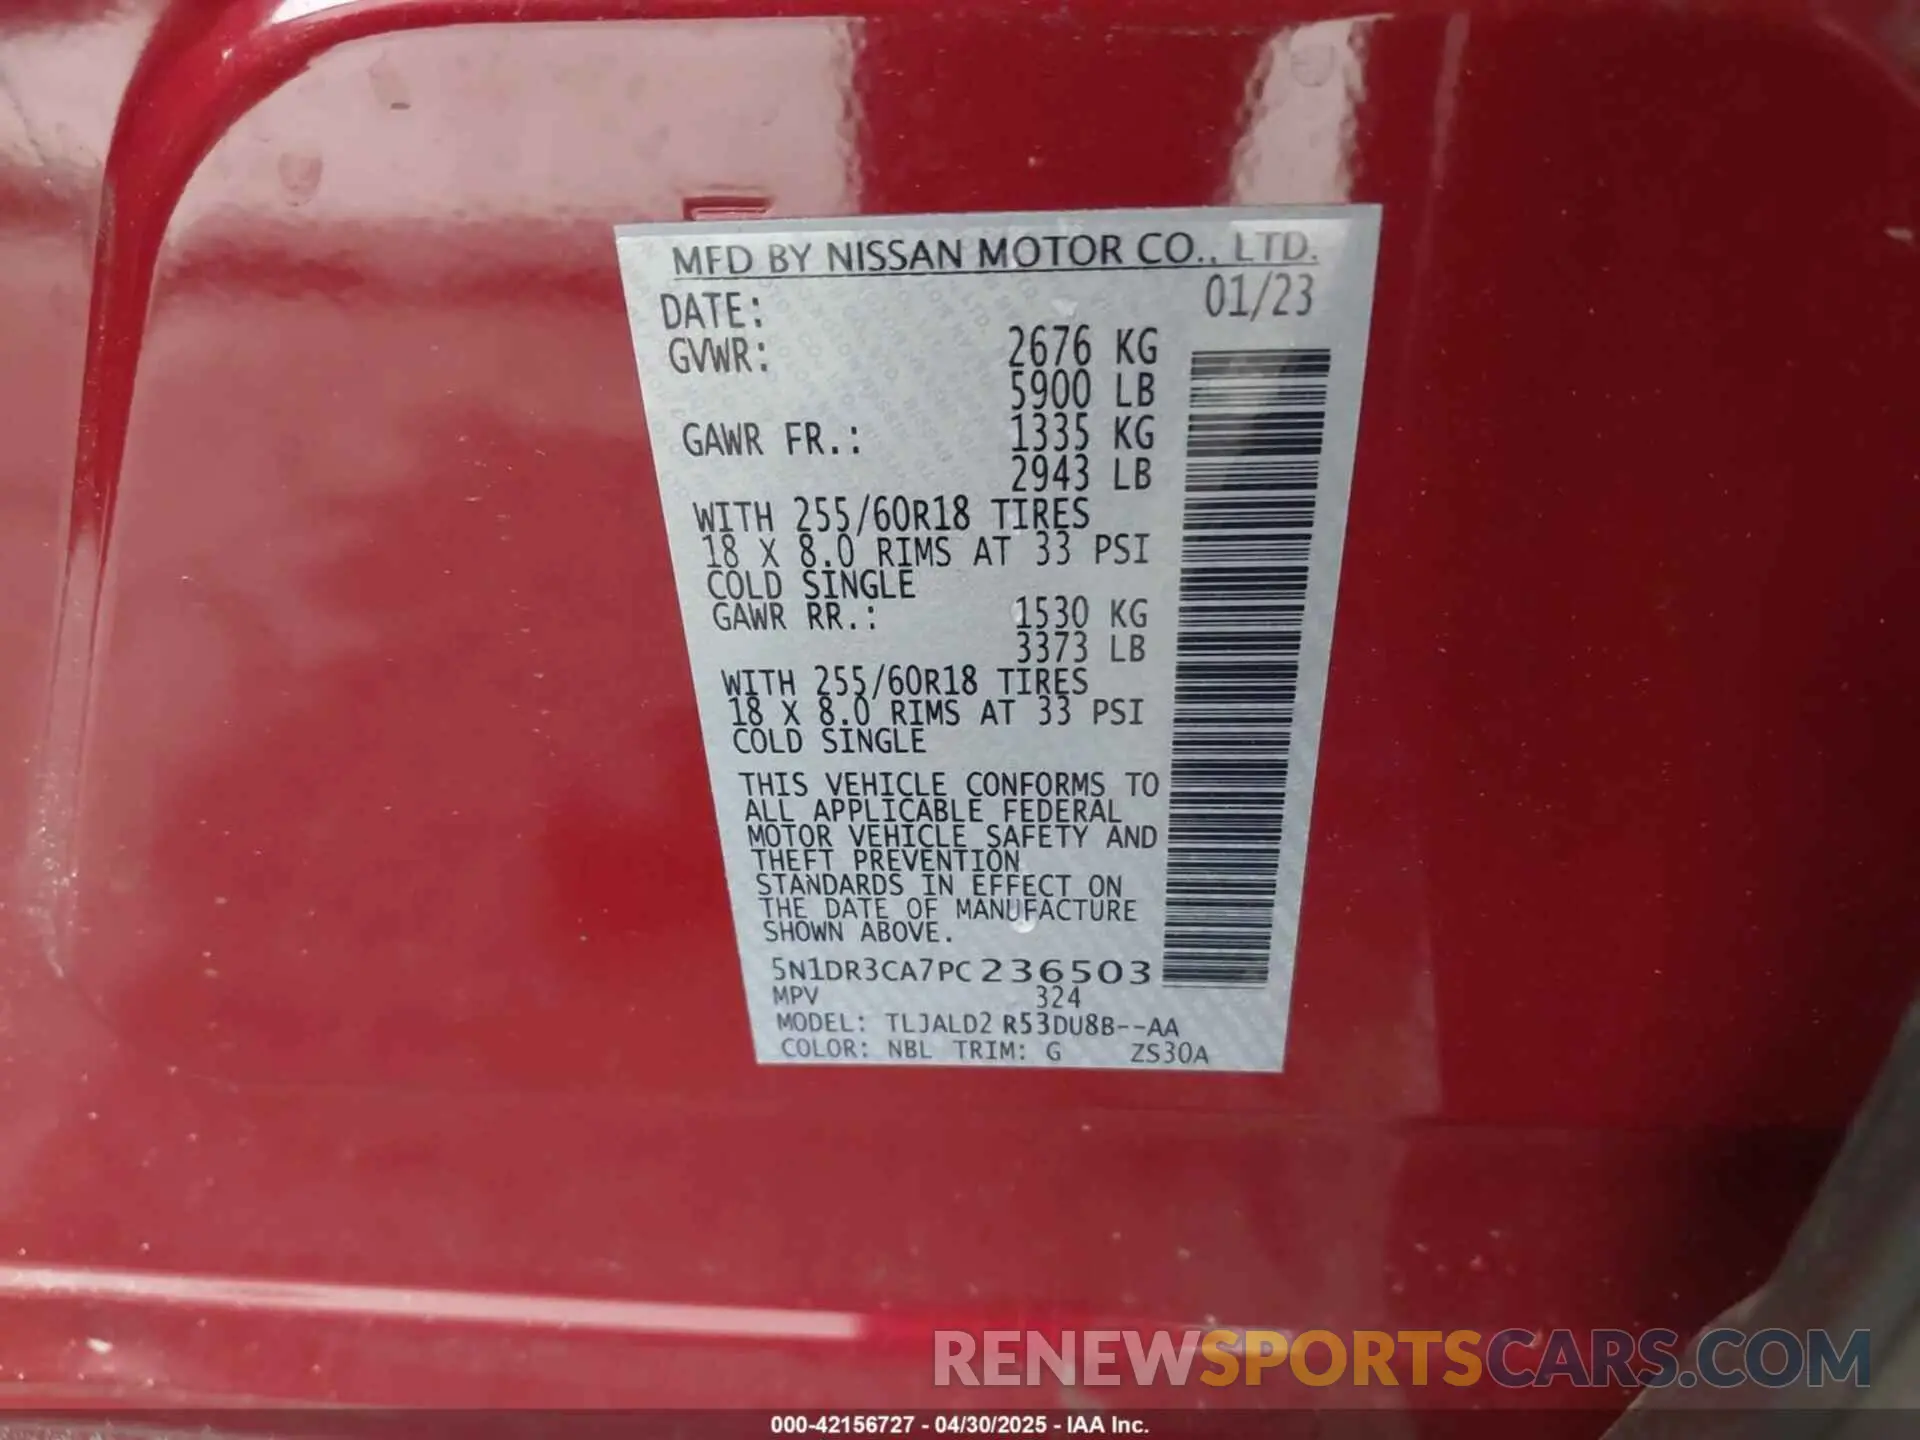 MFD BY NISSAN MOTOR CO., LTD.
DATE: 01/23
GVWR: 2676 KG
5900 LB
GAWR FR.: 1335 KG
2943 LB
WITH 255/60R18 TIRES
18 X 8.0 RIMS AT 33 PSI
COLD SINGLE
GAWR RR.: 1530 KG
3373 LB
WITH 255/60R18 TIRES
18 X 8.0 RIMS AT 33 PSI
COLD SINGLE
THIS VEHICLE CONFORMS TO
ALL APPLICABLE FEDERAL
MOTOR VEHICLE SAFETY AND
THEFT PREVENTION
STANDARDS IN EFFECT ON
THE DATE OF MANUFACTURE
SHOWN ABOVE.
5N1DR3CA7PC236503
MPV 324
MODEL: TLJALD2 R53DU8B--AA
COLOR: NBL TRIM: G ZS30A
RENEWSPORTSCARS.COM
000-42156727 - 04/30/2025 - IAA Inc.